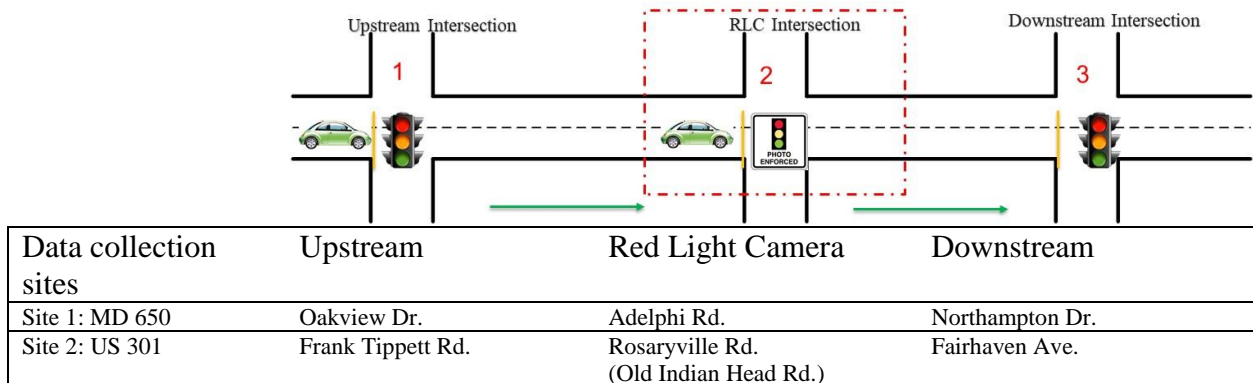 Upstream Intersection RLC Intersection Downstream Intersection
1 2 3
PHOTO
ENFORCED
Data collection sites Upstream Red Light Camera Downstream
Site 1: MD 650 Oakview Dr. Adelphi Rd. Northampton Dr.
Site 2: US 301 Frank Tippett Rd. Rosaryville Rd. Fairhaven Ave.
(Old Indian Head Rd.)